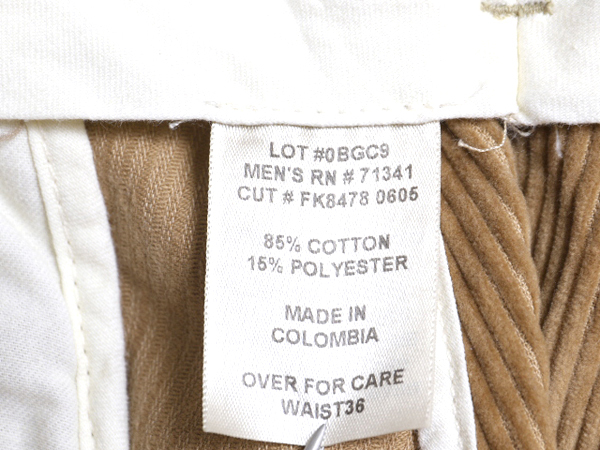 LOT #0BGC9
MEN'S RN # 71341
CUT # FK8478 0605
85% COTTON
15% POLYESTER
MADE IN
COLOMBIA
OVER FOR CARE
WAIST36